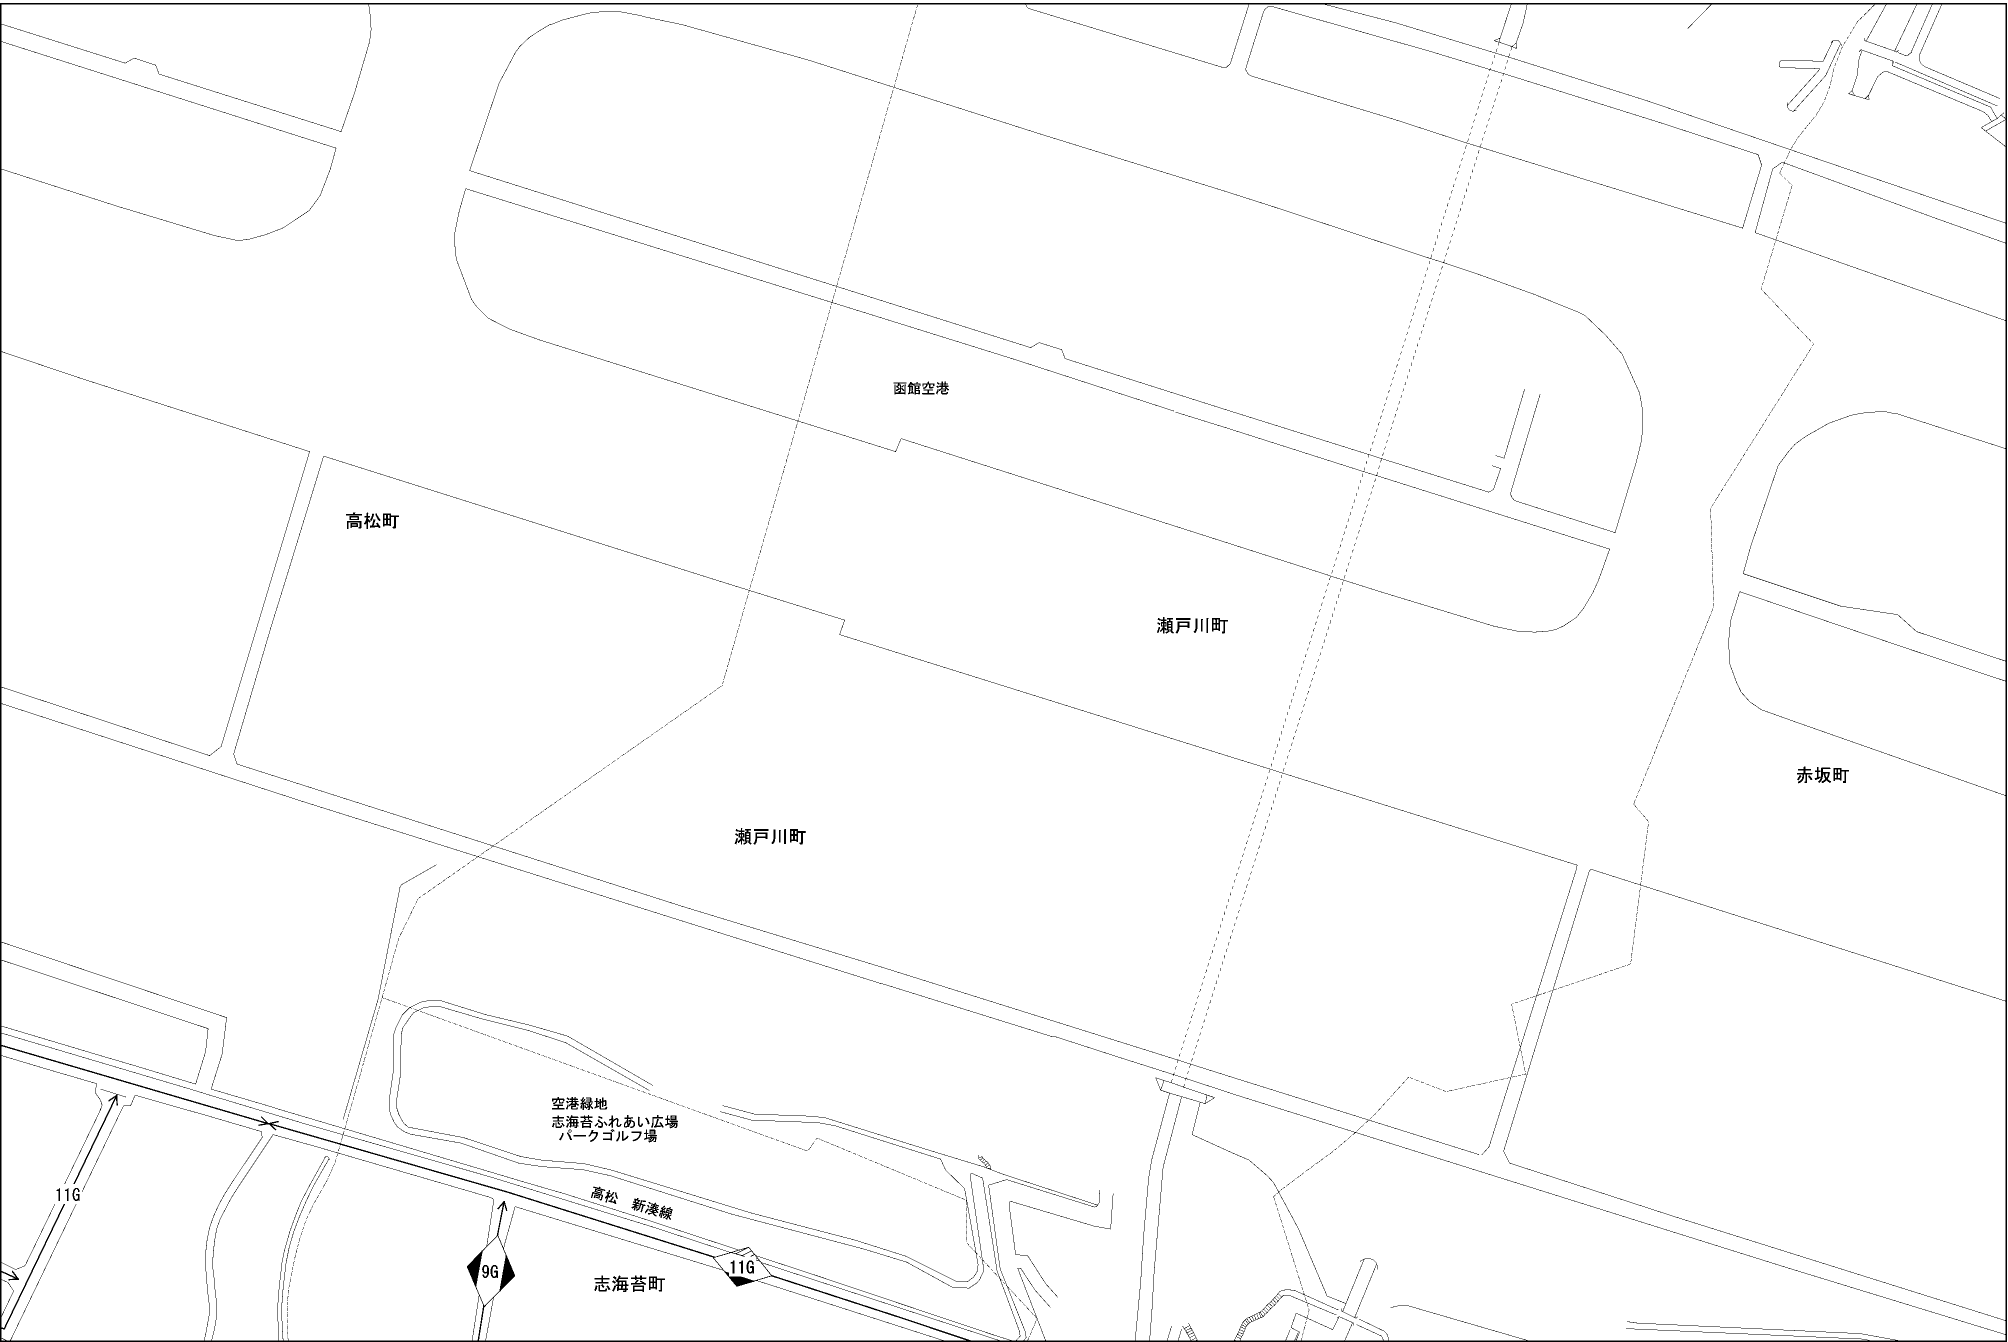 函館空港
高松町
瀬戸川町
赤坂町
瀬戸川町
空港緑地
志海苔ふれあい広場
パークゴルフ場
高松　新湊線
11G
9G
11G
志海苔町